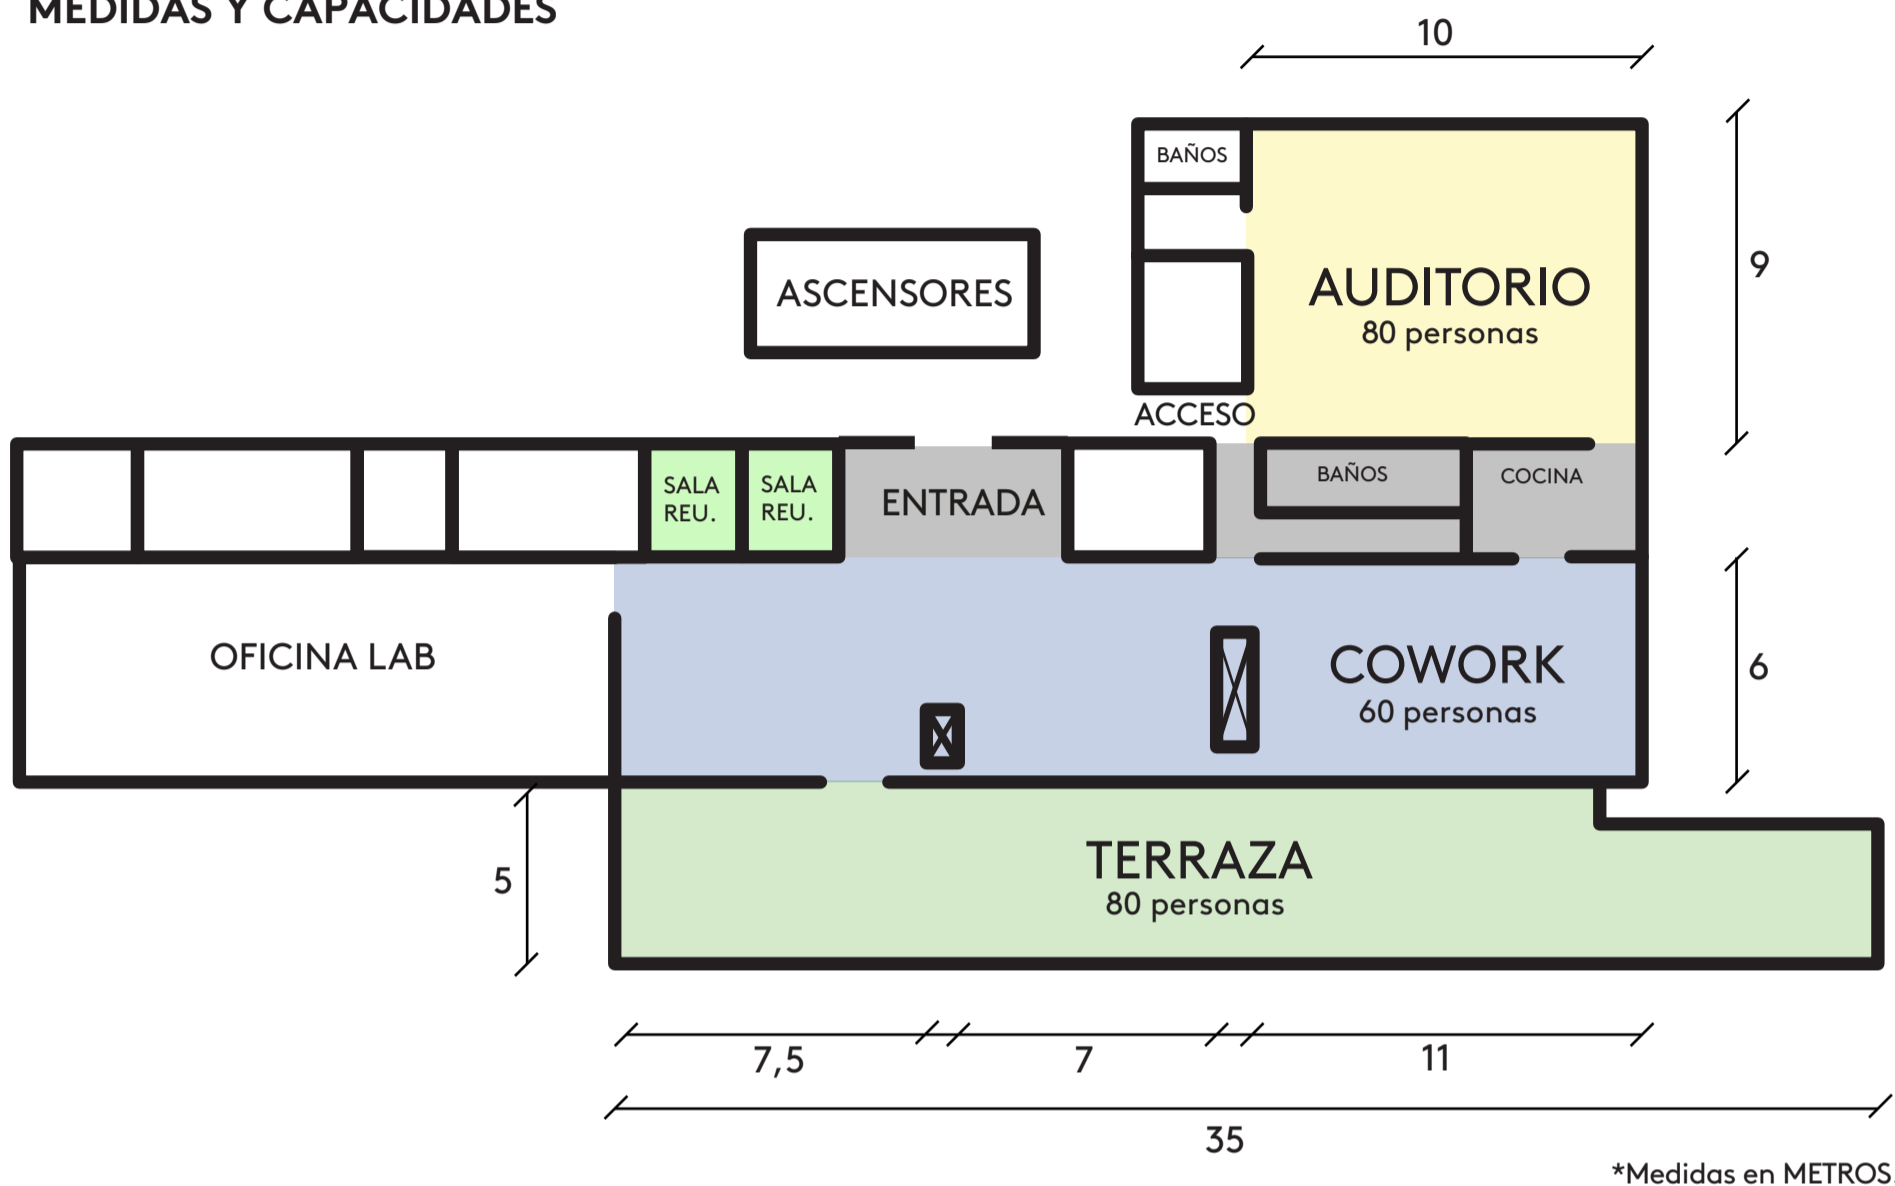 MEDIDAS Y CAPACIDADES
10
BAÑOS
9
ASCENSORES
AUDITORIO
80 personas
ACCESO
SALA
REU.
SALA
REU.
ENTRADA
BAÑOS
COCINA
OFICINA LAB
COWORK
60 personas
6
5
TERRAZA
80 personas
7,5
7
11
35
*Medidas en METROS.